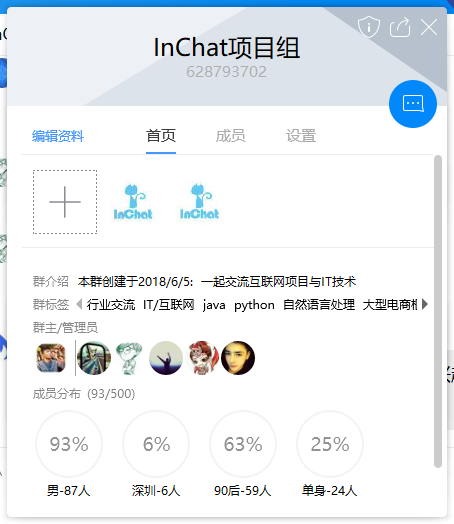 InChat项目组
628793702
编辑资料 首页 成员 设置
InChat InChat
群介绍 本群创建于2018/6/5: 一起交流互联网项目与IT技术
群标签 行业交流 IT/互联网 java python 自然语言处理 大型电商
群主/管理员
成员分布 (93/500)
93% 6% 63% 25%
男-87人 深圳-6人 90后-59人 单身-24人